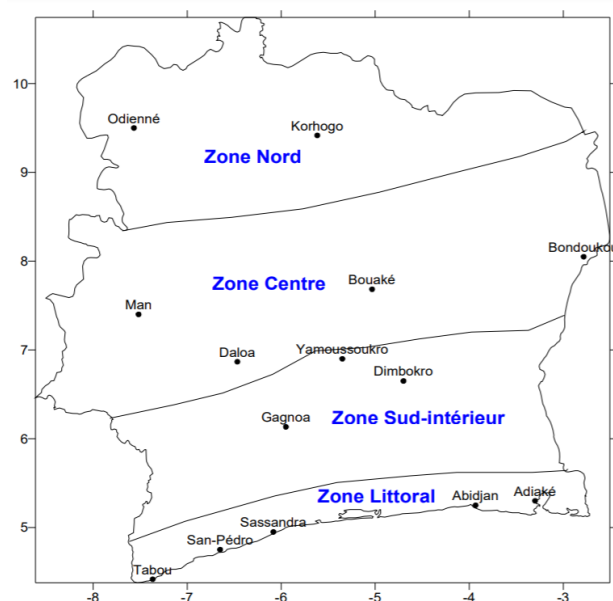 10
Odienné
Korhogo
Zone Nord
9
Bondoukou
8
Zone Centre
Bouaké
Man
7
Daloa
Yamoussoukro
Dimbokro
Gagnoa
Zone Sud-intérieur
6
Zone Littoral
Abidjan
Adiaké
5
Sassandra
San-Pédro
Tabou
-8
-7
-6
-5
-4
-3